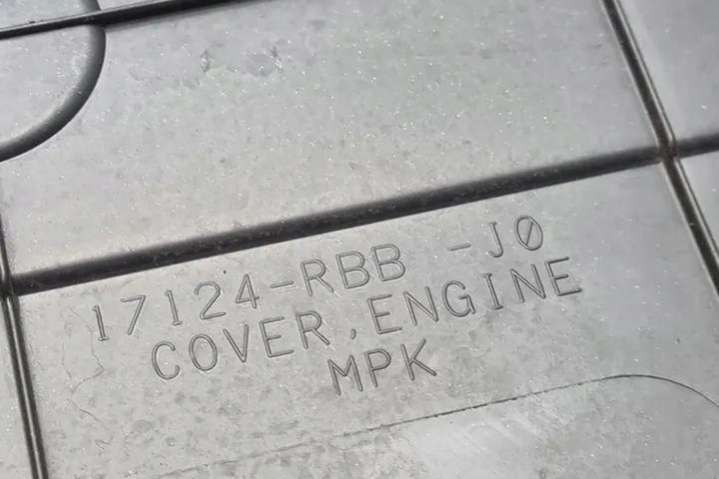 17124-RBB -J0
COVER,ENGINE
MPK